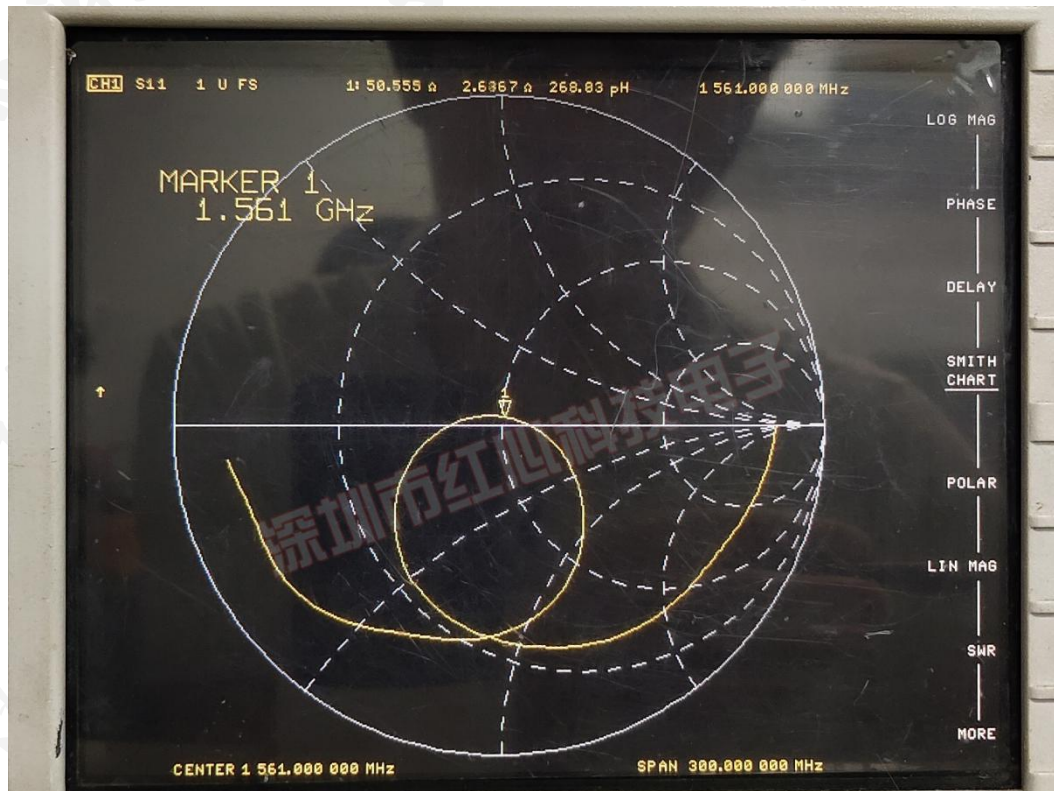 CH1 S11 1 U FS 1: 50.555 Ω 2.6367 Ω 268.83 pH 1 561.000 000 MHz
LOG MAG
MARKER 1
1.561 GHz
PHASE
DELAY
SMITH
CHART
↑
1
深圳市红心科技电子
POLAR
LIN MAG
SWR
MORE
CENTER 1 561.000 000 MHz SPAN 300.000 000 MHz